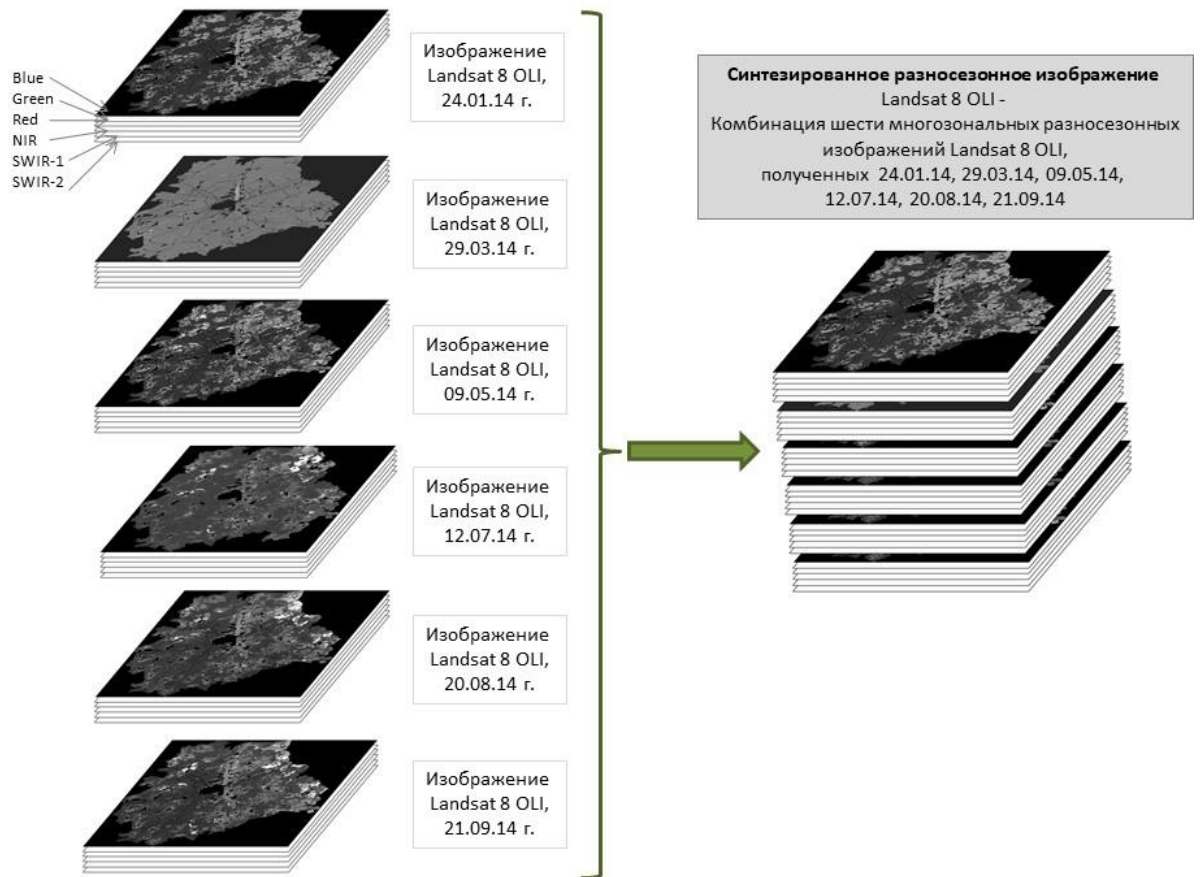 Blue
Green
Red
NIR
SWIR-1
SWIR-2
Изображение
Landsat 8 OLI,
24.01.14 г.
Изображение
Landsat 8 OLI,
29.03.14 г.
Изображение
Landsat 8 OLI,
09.05.14 г.
Изображение
Landsat 8 OLI,
12.07.14 г.
Изображение
Landsat 8 OLI,
20.08.14 г.
Изображение
Landsat 8 OLI,
21.09.14 г.
Синтезированное разносезонное изображение
Landsat 8 OLI -
Комбинация шести многозональных разносезонных
изображений Landsat 8 OLI,
полученных 24.01.14, 29.03.14, 09.05.14,
12.07.14, 20.08.14, 21.09.14